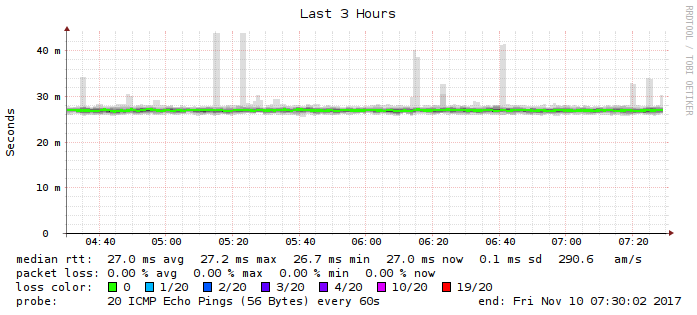 Last 3 Hours
RRDTOOL / TOBI OETIKER
Seconds
40 m
30 m
20 m
10 m
0
04:40 05:00 05:20 05:40 06:00 06:20 06:40 07:00 07:20
median rtt: 27.0 ms avg 27.2 ms max 26.7 ms min 27.0 ms now 0.1 ms sd 290.6 am/s
packet loss: 0.00 % avg 0.00 % max 0.00 % min 0.00 % now
loss color: 0 1/20 2/20 3/20 4/20 10/20 19/20
probe: 20 ICMP Echo Pings (56 Bytes) every 60s end: Fri Nov 10 07:30:02 2017